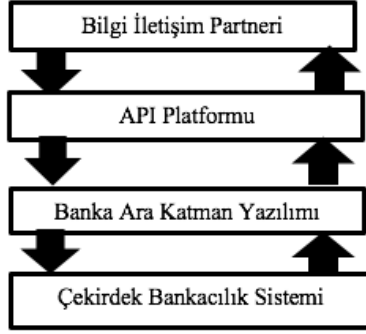 Bilgi İletişim Partneri
API Platformu
Banka Ara Katman Yazılımı
Çekirdek Bankacılık Sistemi